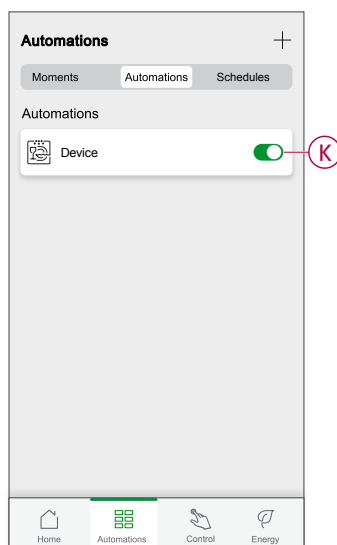 Automations
Moments Automations Schedules
Automations
Device
K
Home Automations Control Energy